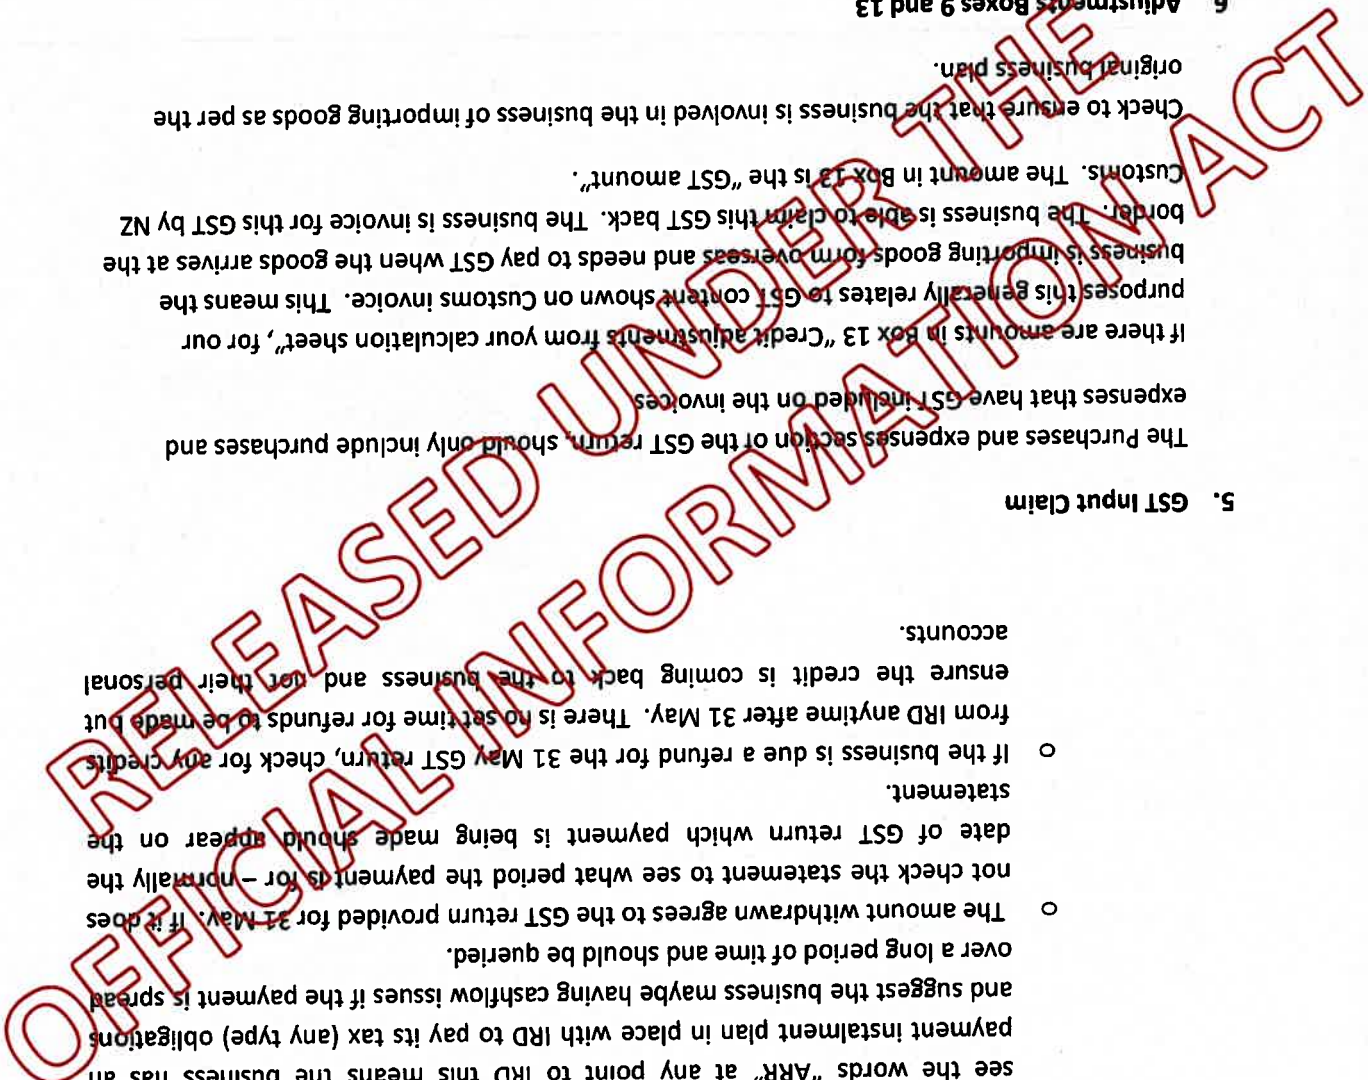 see the words "ARR" at any point to IRD this means the business has an
payment instalment plan in place with IRD to pay its tax (any type) obligations
and suggest the business maybe having cashflow issues if the payment is spread
over a long period of time and should be queried.
o The amount withdrawn agrees to the GST return provided for 31 May. If it does
not check the statement to see what period the payment is for – normally the
date of GST return which payment is being made should appear on the
statement.
o If the business is due a refund for the 31 May GST return, check for any credits
from IRD anytime after 31 May. There is no set time for refunds to be made but
ensure the credit is coming back to the business and not their personal
accounts.
5. GST Input Claim
The Purchases and expenses section of the GST return, should only include purchases and
expenses that have GST included on the invoices
If there are amounts in Box 13 "Credit adjustments from your calculation sheet", for our
purposes this generally relates to GST content shown on Customs invoice. This means the
business is importing goods form overseas and needs to pay GST when the goods arrives at the
border. The business is able to claim this GST back. The business is invoice for this GST by NZ
Customs. The amount in Box 13 is the "GST amount".
Check to ensure that the business is involved in the business of importing goods as per the
original business plan.
6 Adjustments Boxes 9 and 13
RELEASED UNDER THE
OFFICIAL INFORMATION ACT